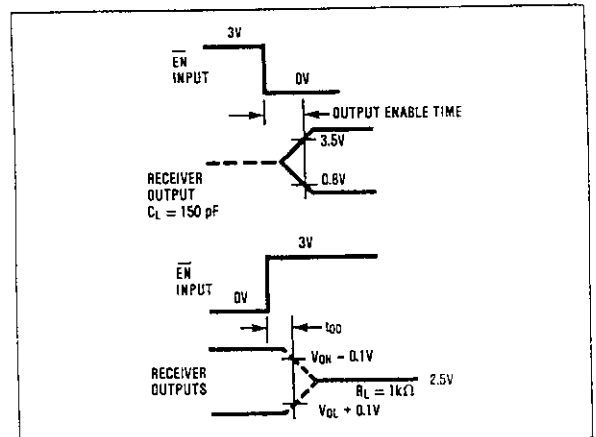 3V
EN
INPUT
0V
OUTPUT ENABLE TIME
3.5V
0.8V
RECEIVER
OUTPUT
CL = 150 pF
3V
EN
INPUT
0V
tOD
VOH − 0.1V
RECEIVER
OUTPUTS
2.5V
RL = 1kΩ
VOL + 0.1V